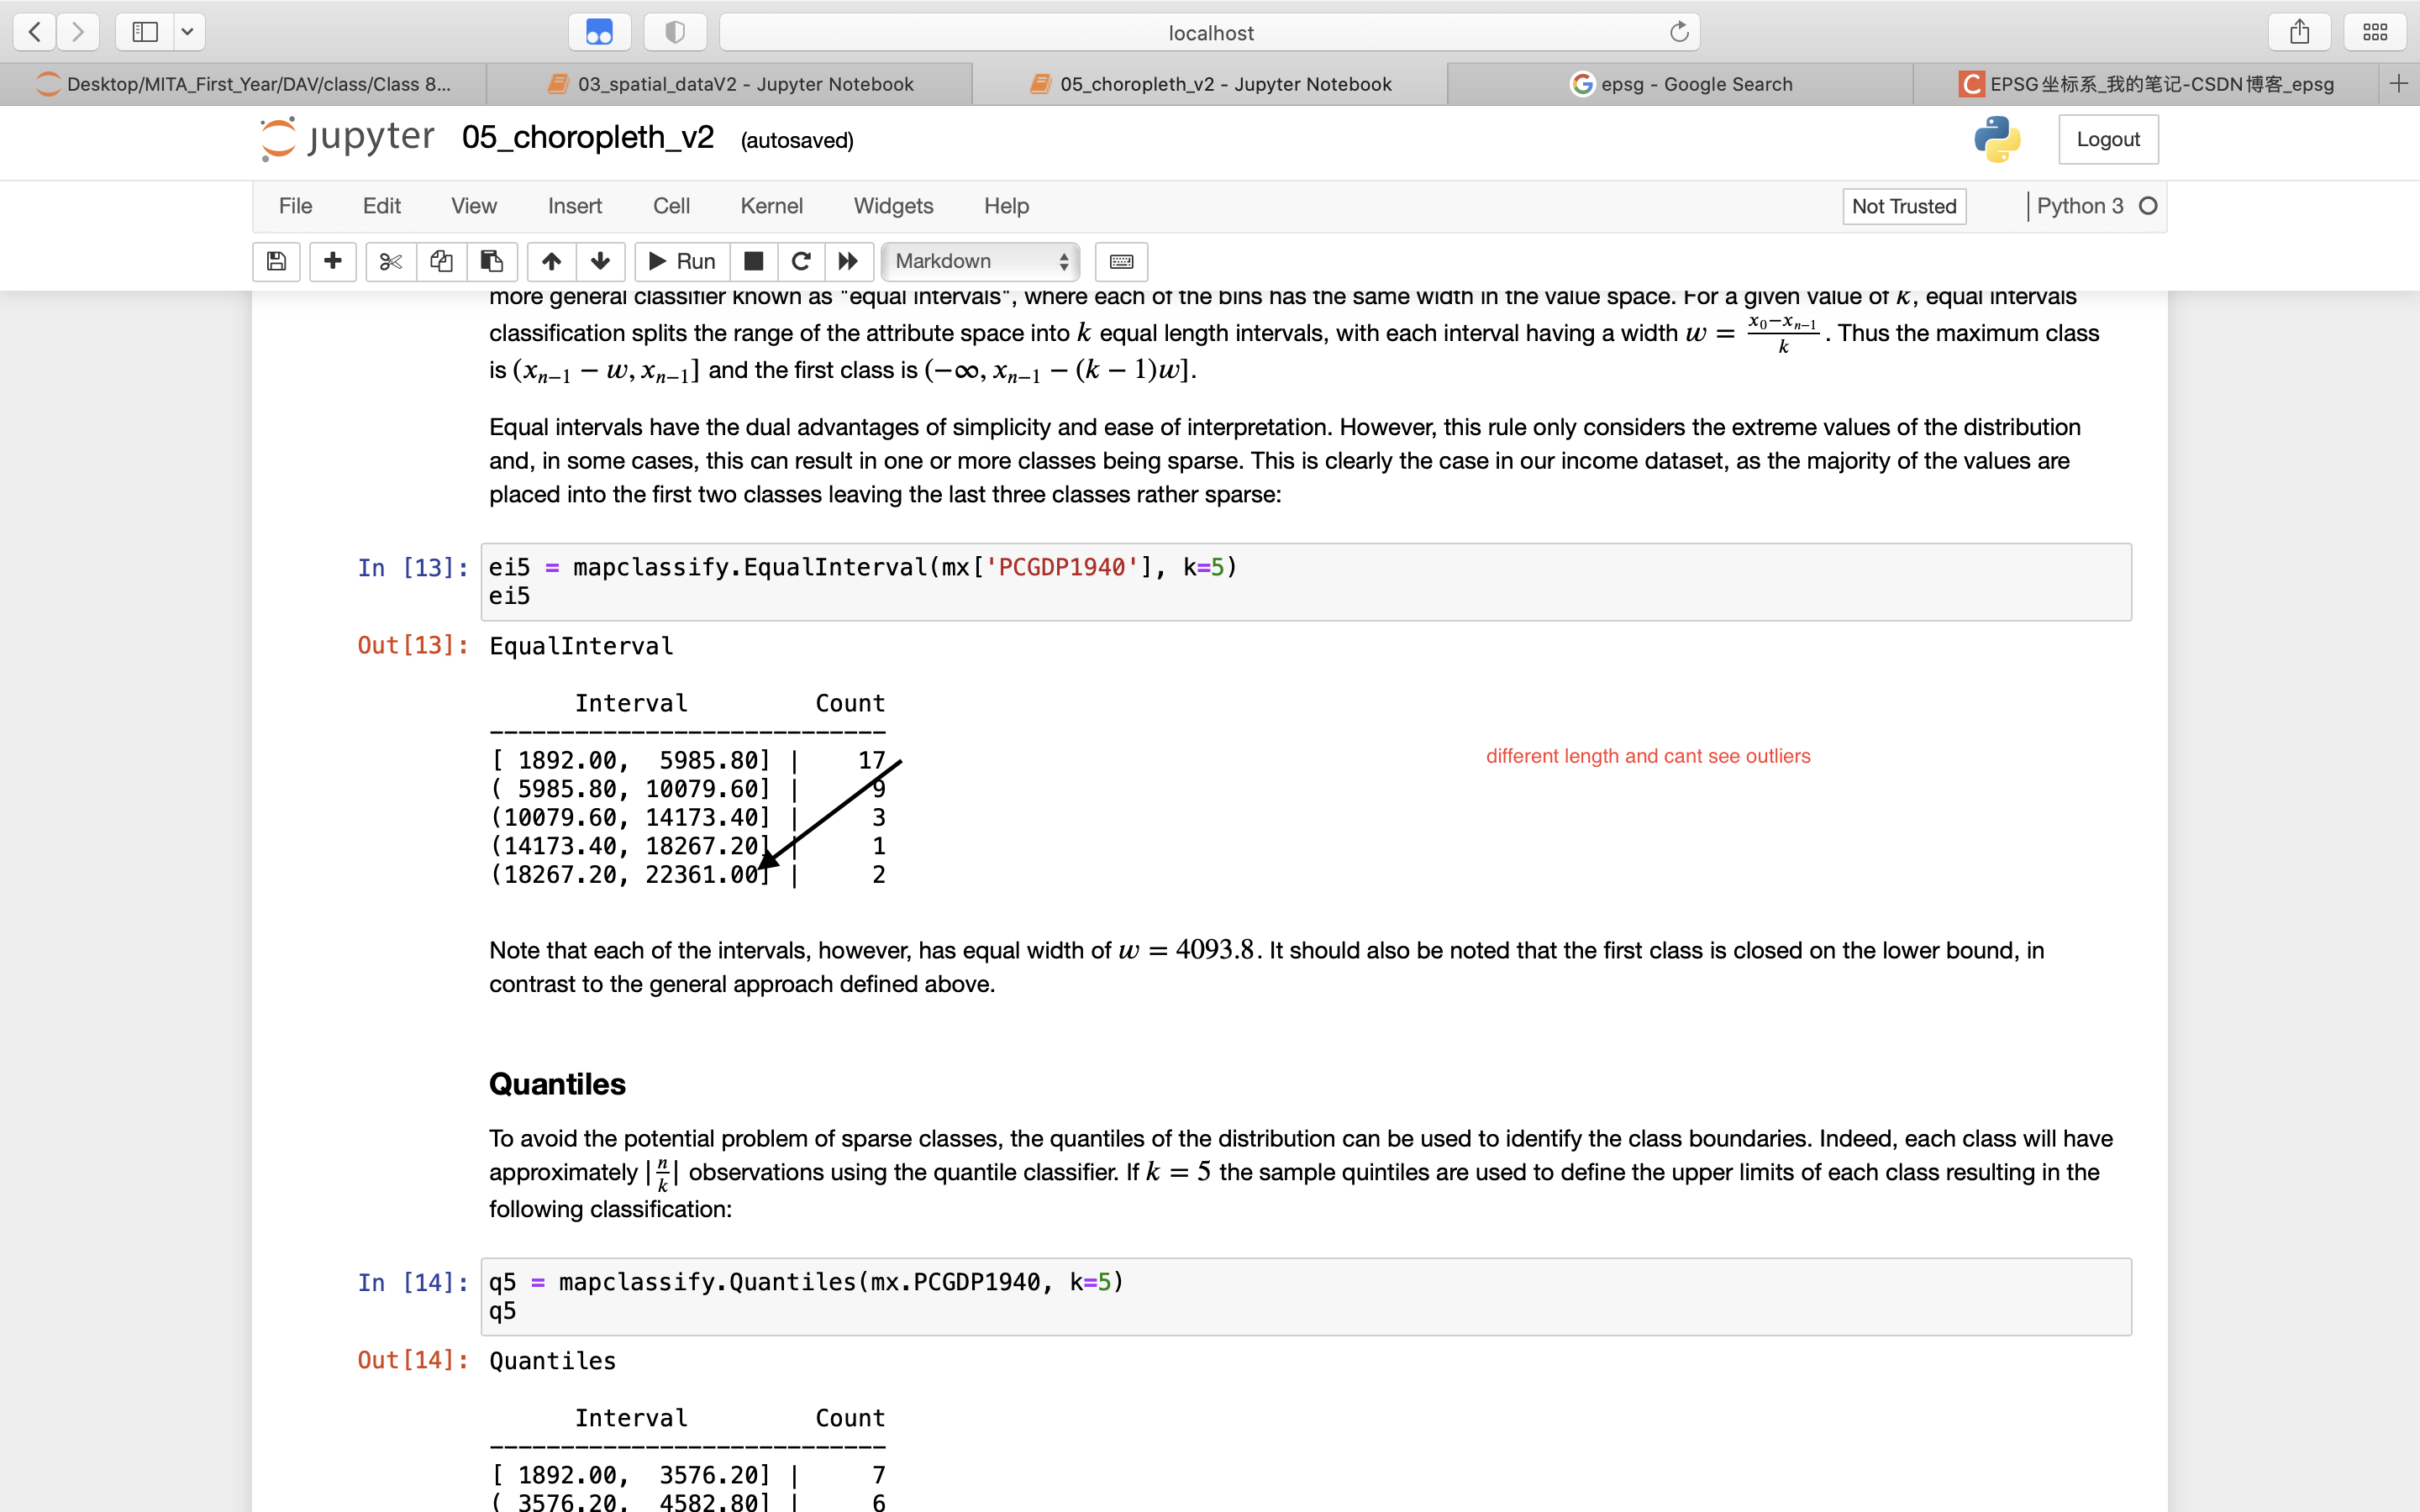 localhost
Desktop/MITA_First_Year/DAV/class/Class 8...
03_spatial_dataV2 - Jupyter Notebook
05_choropleth_v2 - Jupyter Notebook
epsg - Google Search
EPSG坐标系_我的笔记-CSDN博客_epsg
jupyter 05_choropleth_v2 (autosaved)
Logout
File Edit View Insert Cell Kernel Widgets Help
Not Trusted
Python 3
Run
Markdown
more general classifier known as "equal intervals", where each of the bins has the same width in the value space. For a given value of k, equal intervals
classification splits the range of the attribute space into k equal length intervals, with each interval having a width w = \frac{x_0-x_{n-1}}{k}. Thus the maximum class
is (x_{n-1} − w, x_{n-1}] and the first class is (−∞, x_{n-1} − (k − 1)w].
Equal intervals have the dual advantages of simplicity and ease of interpretation. However, this rule only considers the extreme values of the distribution
and, in some cases, this can result in one or more classes being sparse. This is clearly the case in our income dataset, as the majority of the values are
placed into the first two classes leaving the last three classes rather sparse:
In [13]: ei5 = mapclassify.EqualInterval(mx['PCGDP1940'], k=5)
ei5
Out[13]: EqualInterval
Interval Count
----------------------------
[ 1892.00, 5985.80] | 17
( 5985.80, 10079.60] | 9
(10079.60, 14173.40] | 3
(14173.40, 18267.20] | 1
(18267.20, 22361.00] | 2
different length and cant see outliers
Note that each of the intervals, however, has equal width of w = 4093.8. It should also be noted that the first class is closed on the lower bound, in
contrast to the general approach defined above.
Quantiles
To avoid the potential problem of sparse classes, the quantiles of the distribution can be used to identify the class boundaries. Indeed, each class will have
approximately |\frac{n}{k}| observations using the quantile classifier. If k = 5 the sample quintiles are used to define the upper limits of each class resulting in the
following classification:
In [14]: q5 = mapclassify.Quantiles(mx.PCGDP1940, k=5)
q5
Out[14]: Quantiles
Interval Count
----------------------------
[ 1892.00, 3576.20] | 7
( 3576.20, 4582.80] | 6